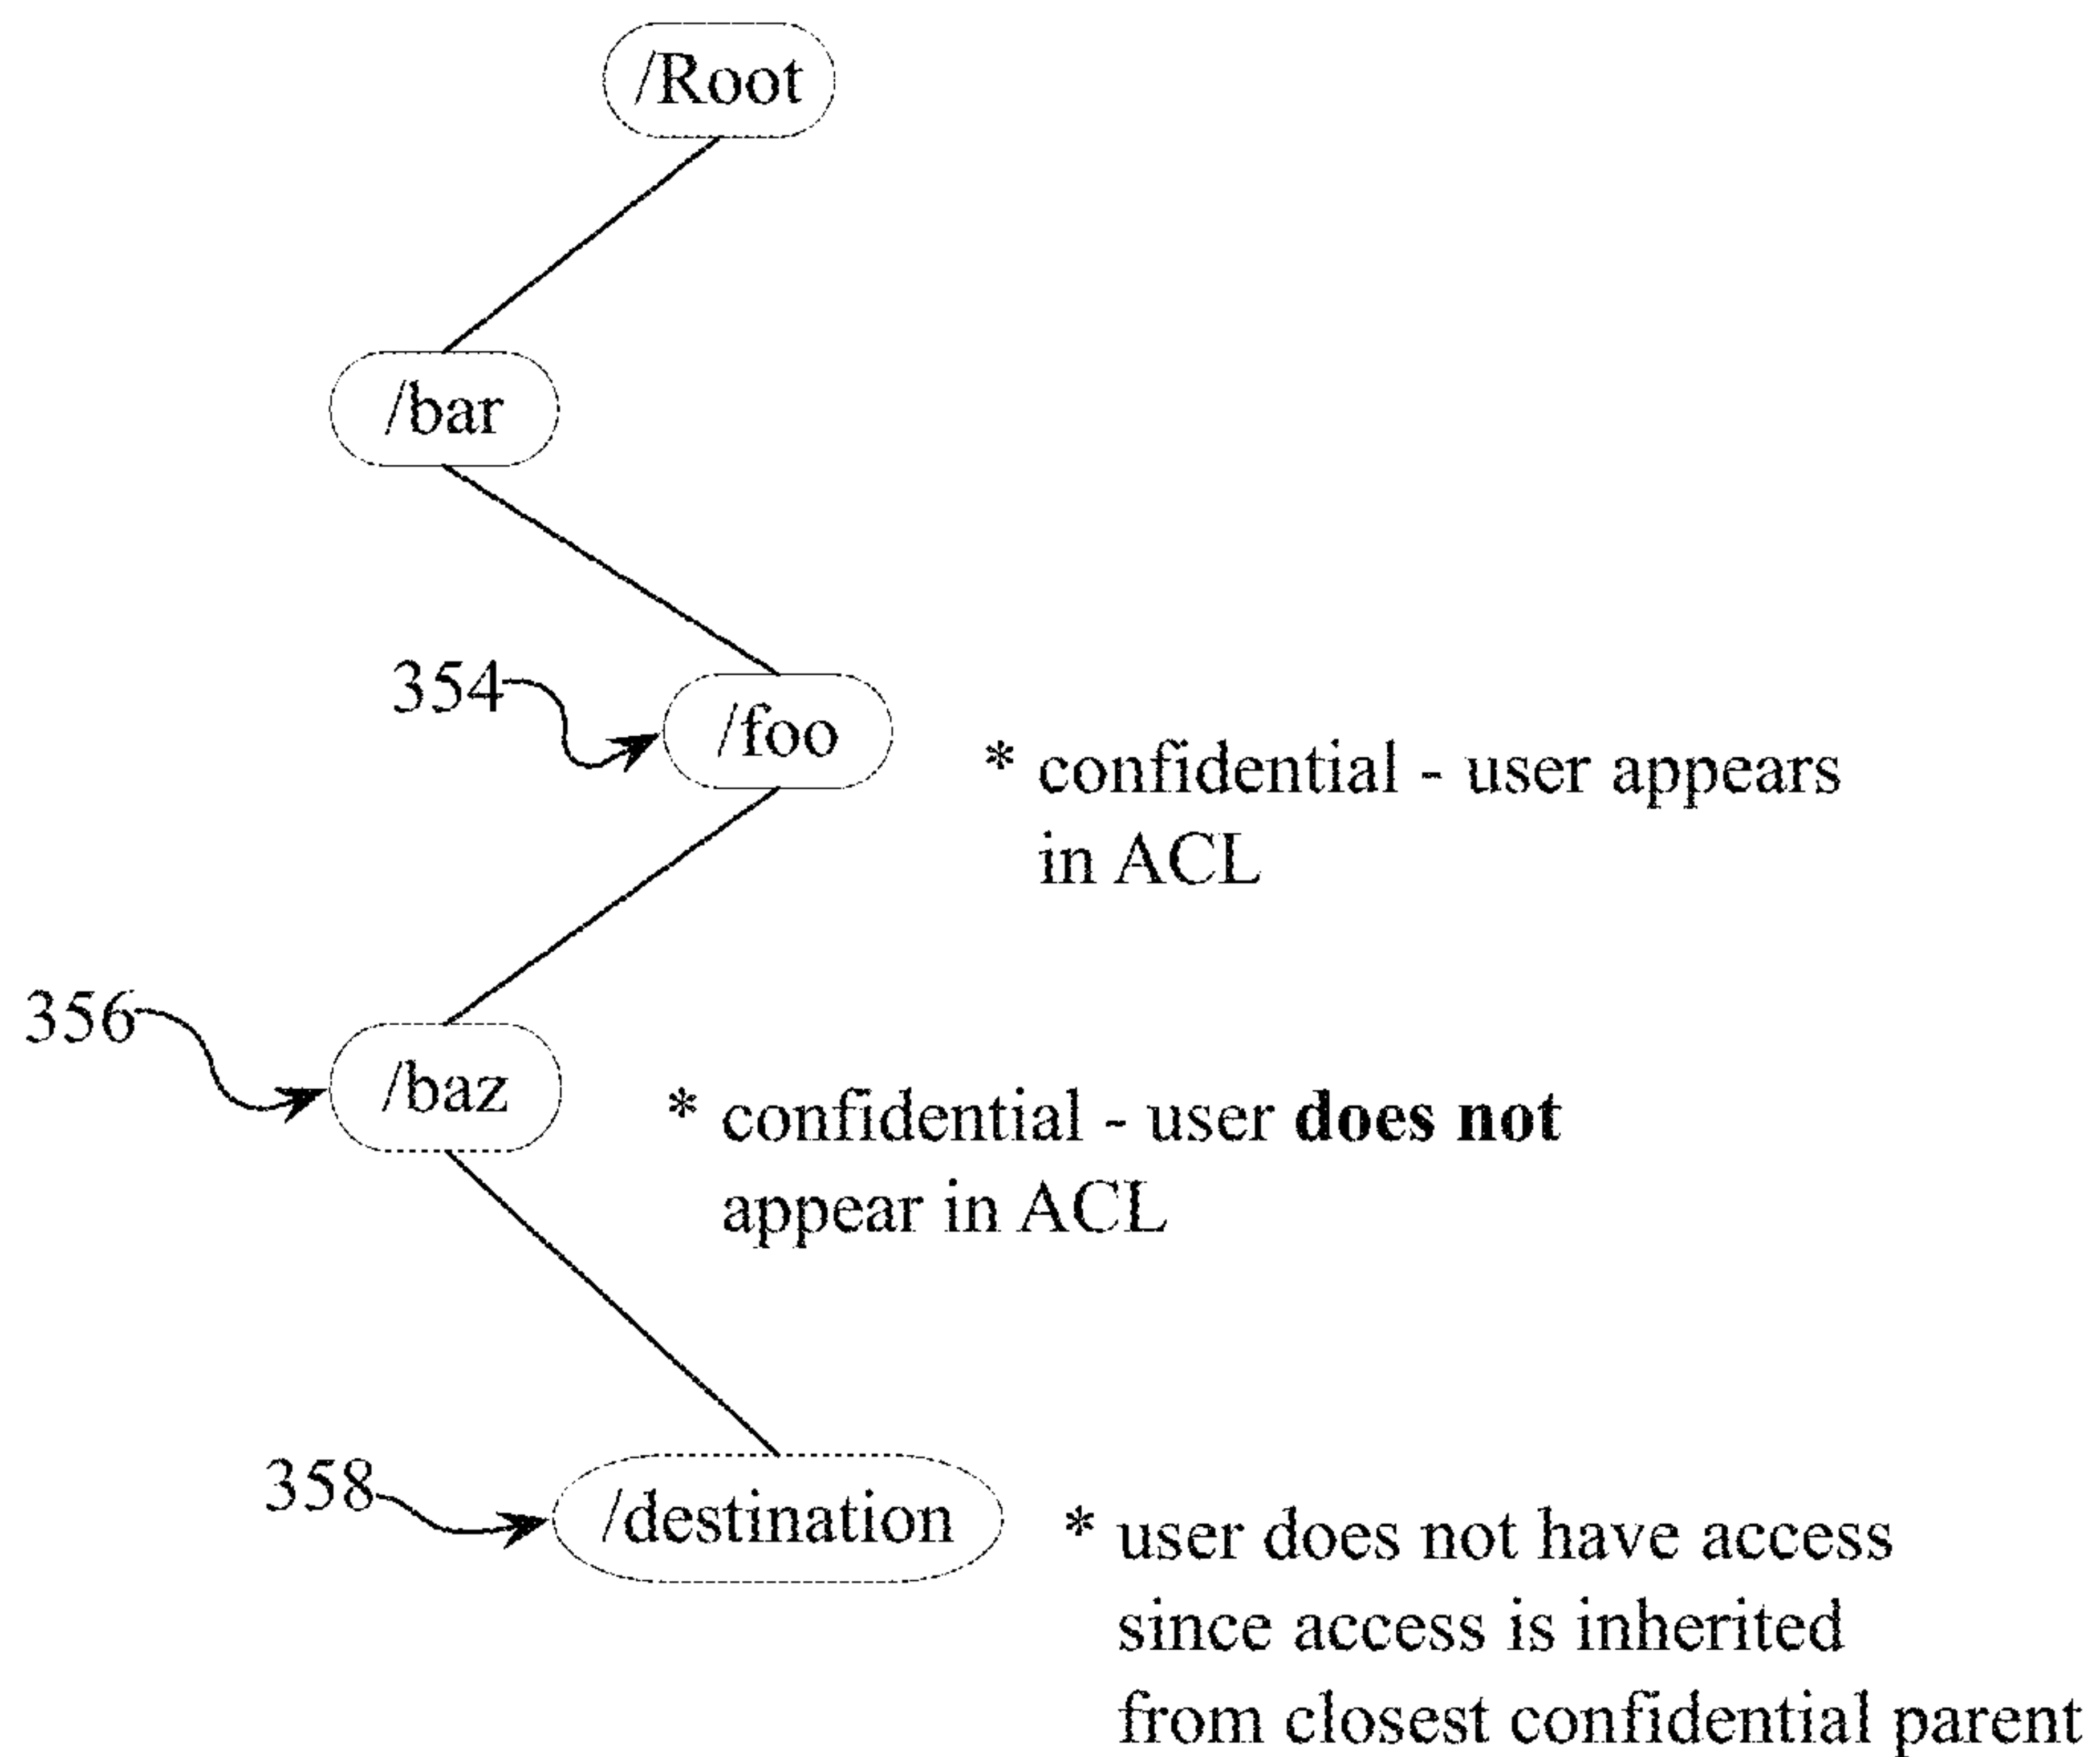 /Root
/bar
354
/foo
* confidential - user appears
in ACL
356
/baz
* confidential - user does not
appear in ACL
358
/destination
* user does not have access
since access is inherited
from closest confidential parent